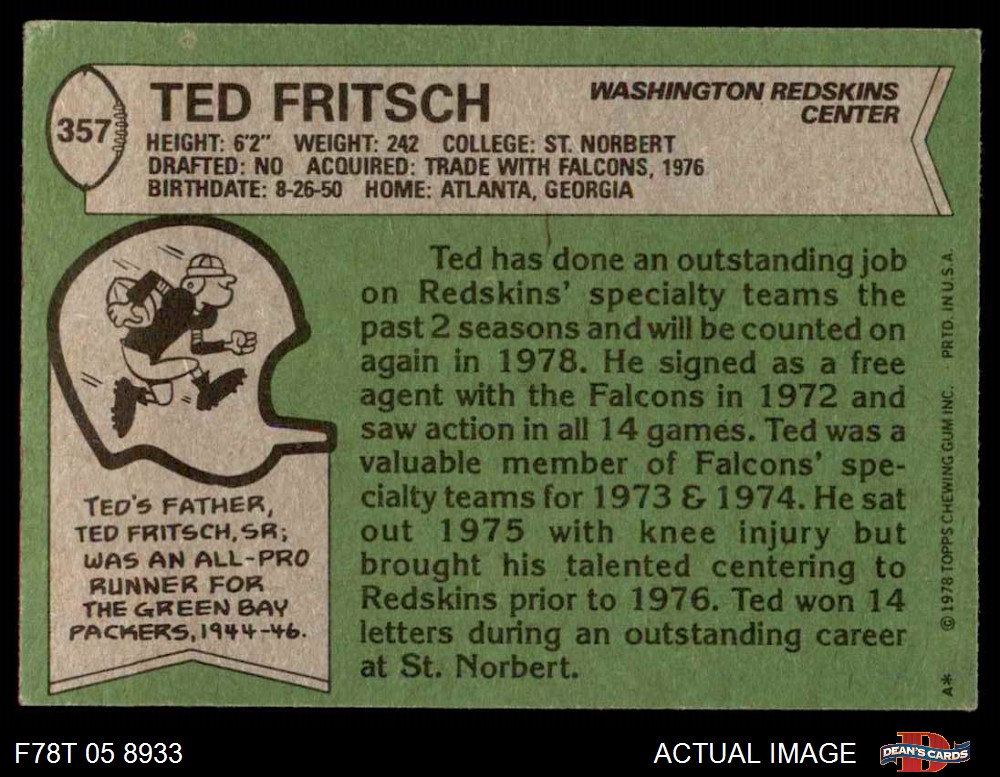 357
TED FRITSCH
WASHINGTON REDSKINS
CENTER
HEIGHT: 6'2" WEIGHT: 242 COLLEGE: ST. NORBERT
DRAFTED: NO ACQUIRED: TRADE WITH FALCONS, 1976
BIRTHDATE: 8-26-50 HOME: ATLANTA, GEORGIA
Ted has done an outstanding job
on Redskins' specialty teams the
past 2 seasons and will be counted on
again in 1978. He signed as a free
agent with the Falcons in 1972 and
saw action in all 14 games. Ted was a
valuable member of Falcons' spe-
cialty teams for 1973 & 1974. He sat
out 1975 with knee injury but
brought his talented centering to
Redskins prior to 1976. Ted won 14
letters during an outstanding career
at St. Norbert.
TED'S FATHER,
TED FRITSCH, SR;
WAS AN ALL-PRO
RUNNER FOR
THE GREEN BAY
PACKERS, 1944-46.
A* ©1978 TOPPS CHEWING GUM INC. · PRTD. IN U.S.A.
F78T 05 8933
ACTUAL IMAGE
DEAN'S CARDS